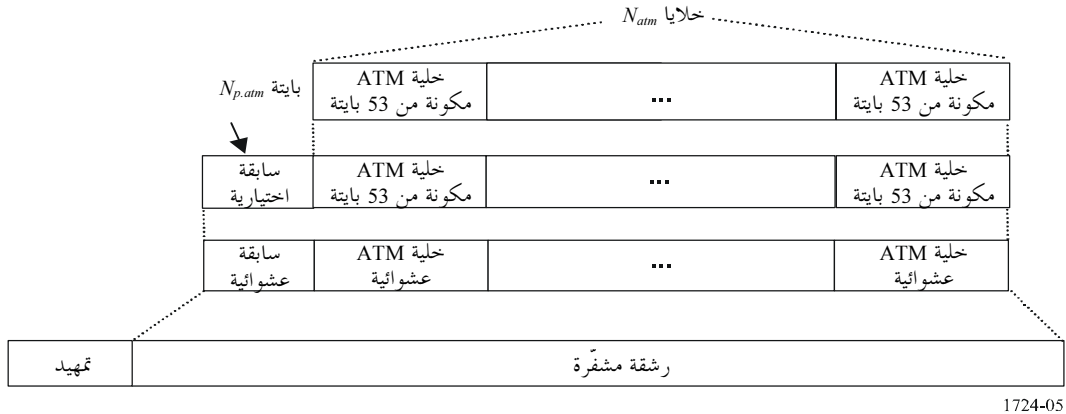 خلايا N_atm
بايتة N_p.atm
خلية ATM
مكونة من 53 بايتة
...
خلية ATM
مكونة من 53 بايتة
سابقة
اختيارية
خلية ATM
مكونة من 53 بايتة
...
خلية ATM
مكونة من 53 بايتة
سابقة
عشوائية
خلية ATM
عشوائية
...
خلية ATM
عشوائية
تمهيد
رشقة مشفّرة
1724-05